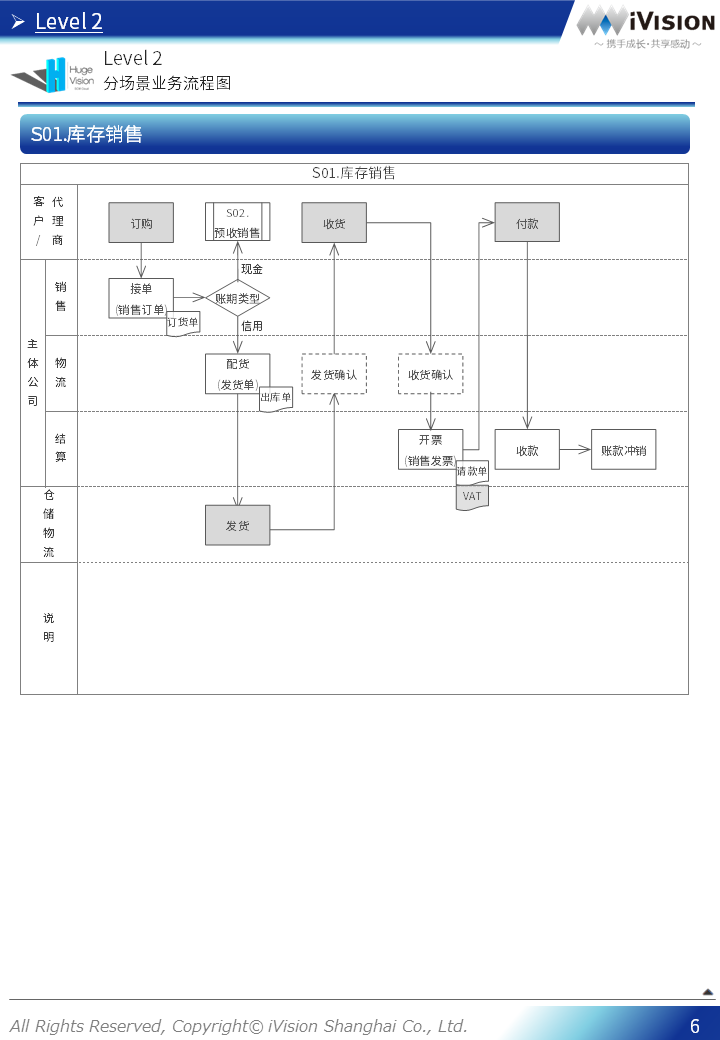 Level 2
iVision
～ 携手成长·共享感动 ～
Huge
Vision
Level 2
分场景业务流程图
S01.库存销售
S01.库存销售
客户/
代理商
订购
S02.
预收销售
收货
付款
主体公司
销售
接单
(销售订单)
订货单
账期类型
现金
信用
物流
配货
(发货单)
出库单
发货确认
收货确认
结算
开票
(销售发票)
请款单
VAT
收款
账款冲销
仓储物流
发货
说明
All Rights Reserved, Copyright© iVision Shanghai Co., Ltd.
6